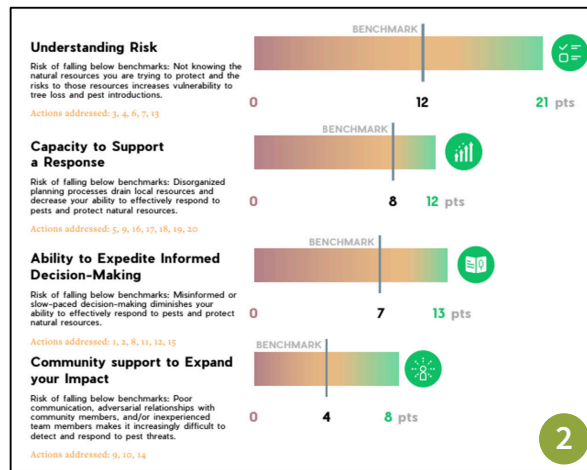 BENCHMARK
Understanding Risk
Risk of falling below benchmarks: Not knowing the
natural resources you are trying to protect and the
risks to those resources increases vulnerability to
tree loss and pest introductions.
Actions addressed: 3, 4, 6, 7, 13
0 12 21 pts
BENCHMARK
Capacity to Support
a Response
Risk of falling below benchmarks: Disorganized
planning processes drain local resources and
decrease your ability to effectively respond to
pests and protect natural resources.
Actions addressed: 5, 9, 16, 17, 18, 19, 20
0 8 12 pts
BENCHMARK
Ability to Expedite Informed
Decision-Making
Risk of falling below benchmarks: Misinformed or
slow-paced decision-making diminishes your
ability to effectively respond to pests and protect
natural resources.
Actions addressed: 1, 2, 8, 11, 12, 15
0 7 13 pts
BENCHMARK
Community support to Expand
your Impact
Risk of falling below benchmarks: Poor
communication, adversarial relationships with
community members, and/or inexperienced
team members makes it increasingly difficult to
detect and respond to pest threats.
Actions addressed: 9, 10, 14
0 4 8 pts
2